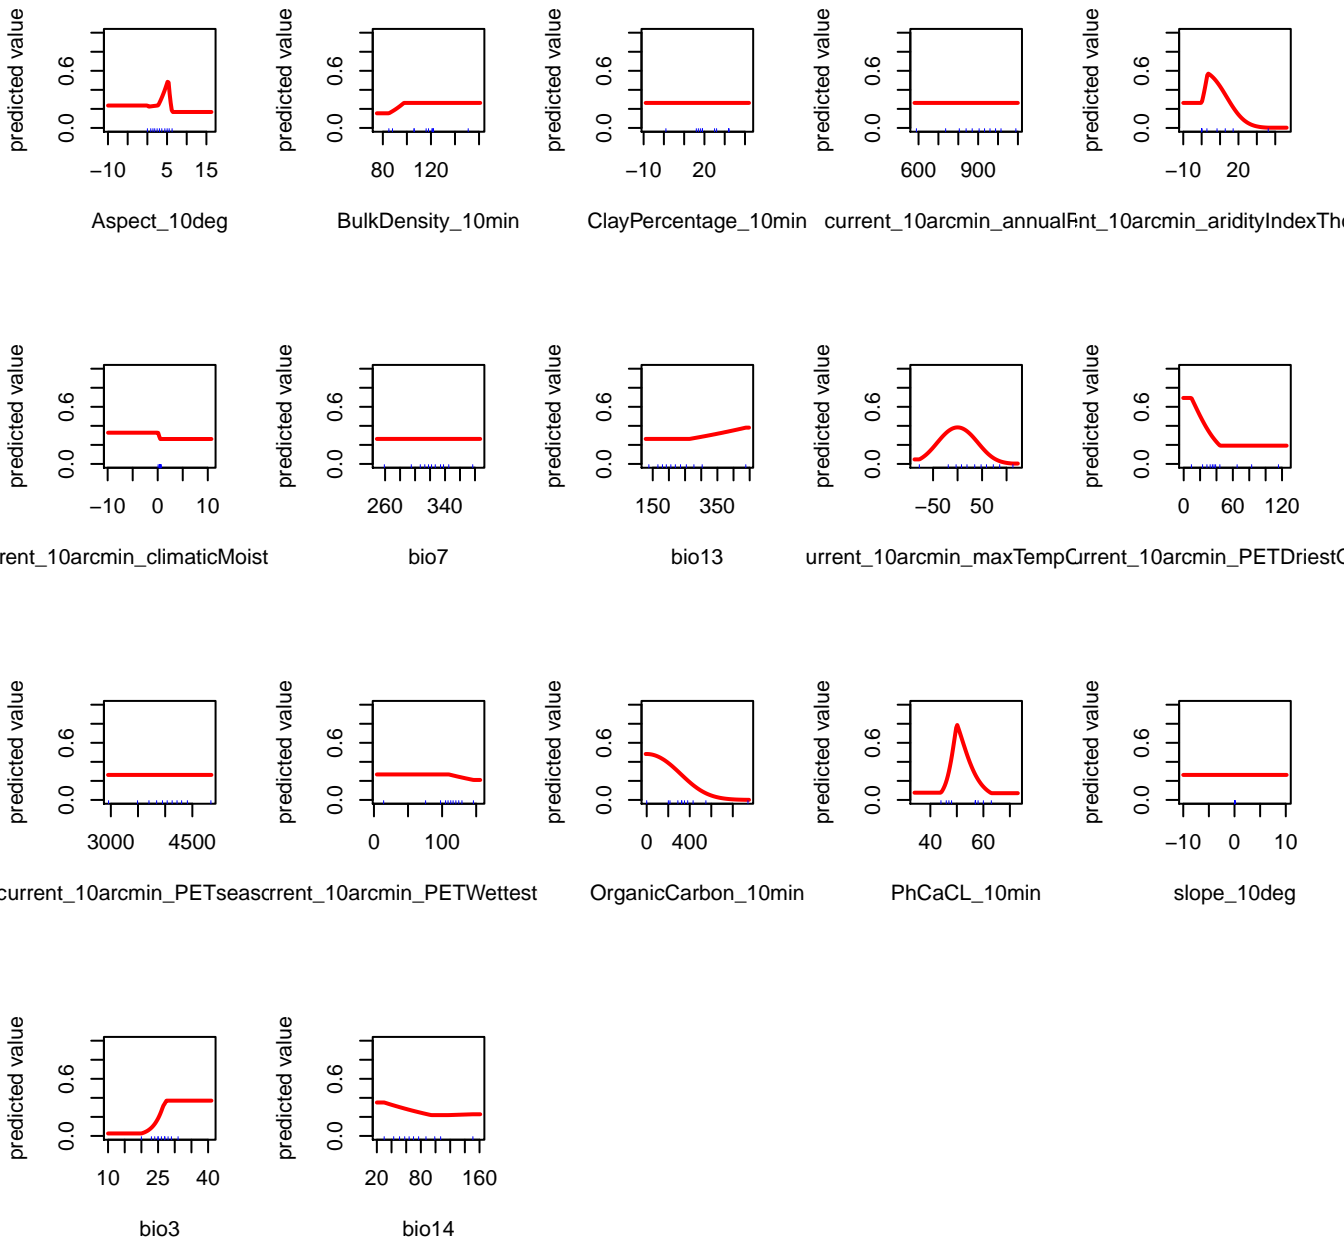 predicted value
0.0 0.6
−10 5 15
Aspect_10deg
predicted value
0.0 0.6
80 120
BulkDensity_10min
predicted value
0.0 0.6
−10 20
ClayPercentage_10min
predicted value
0.0 0.6
600 900
predicted value
0.0 0.6
−10 20
predicted value
0.0 0.6
−10 0 10
rent_10arcmin_climaticMoist
predicted value
0.0 0.6
260 340
bio7
predicted value
0.0 0.6
150 350
bio13
predicted value
0.0 0.6
−50 50
predicted value
0.0 0.6
0 60 120
predicted value
0.0 0.6
3000 4500
predicted value
0.0 0.6
0 100
predicted value
0.0 0.6
0 400
OrganicCarbon_10min
predicted value
0.0 0.6
40 60
PhCaCL_10min
predicted value
0.0 0.6
−10 0 10
slope_10deg
predicted value
0.0 0.6
10 25 40
bio3
predicted value
0.0 0.6
20 80 160
bio14